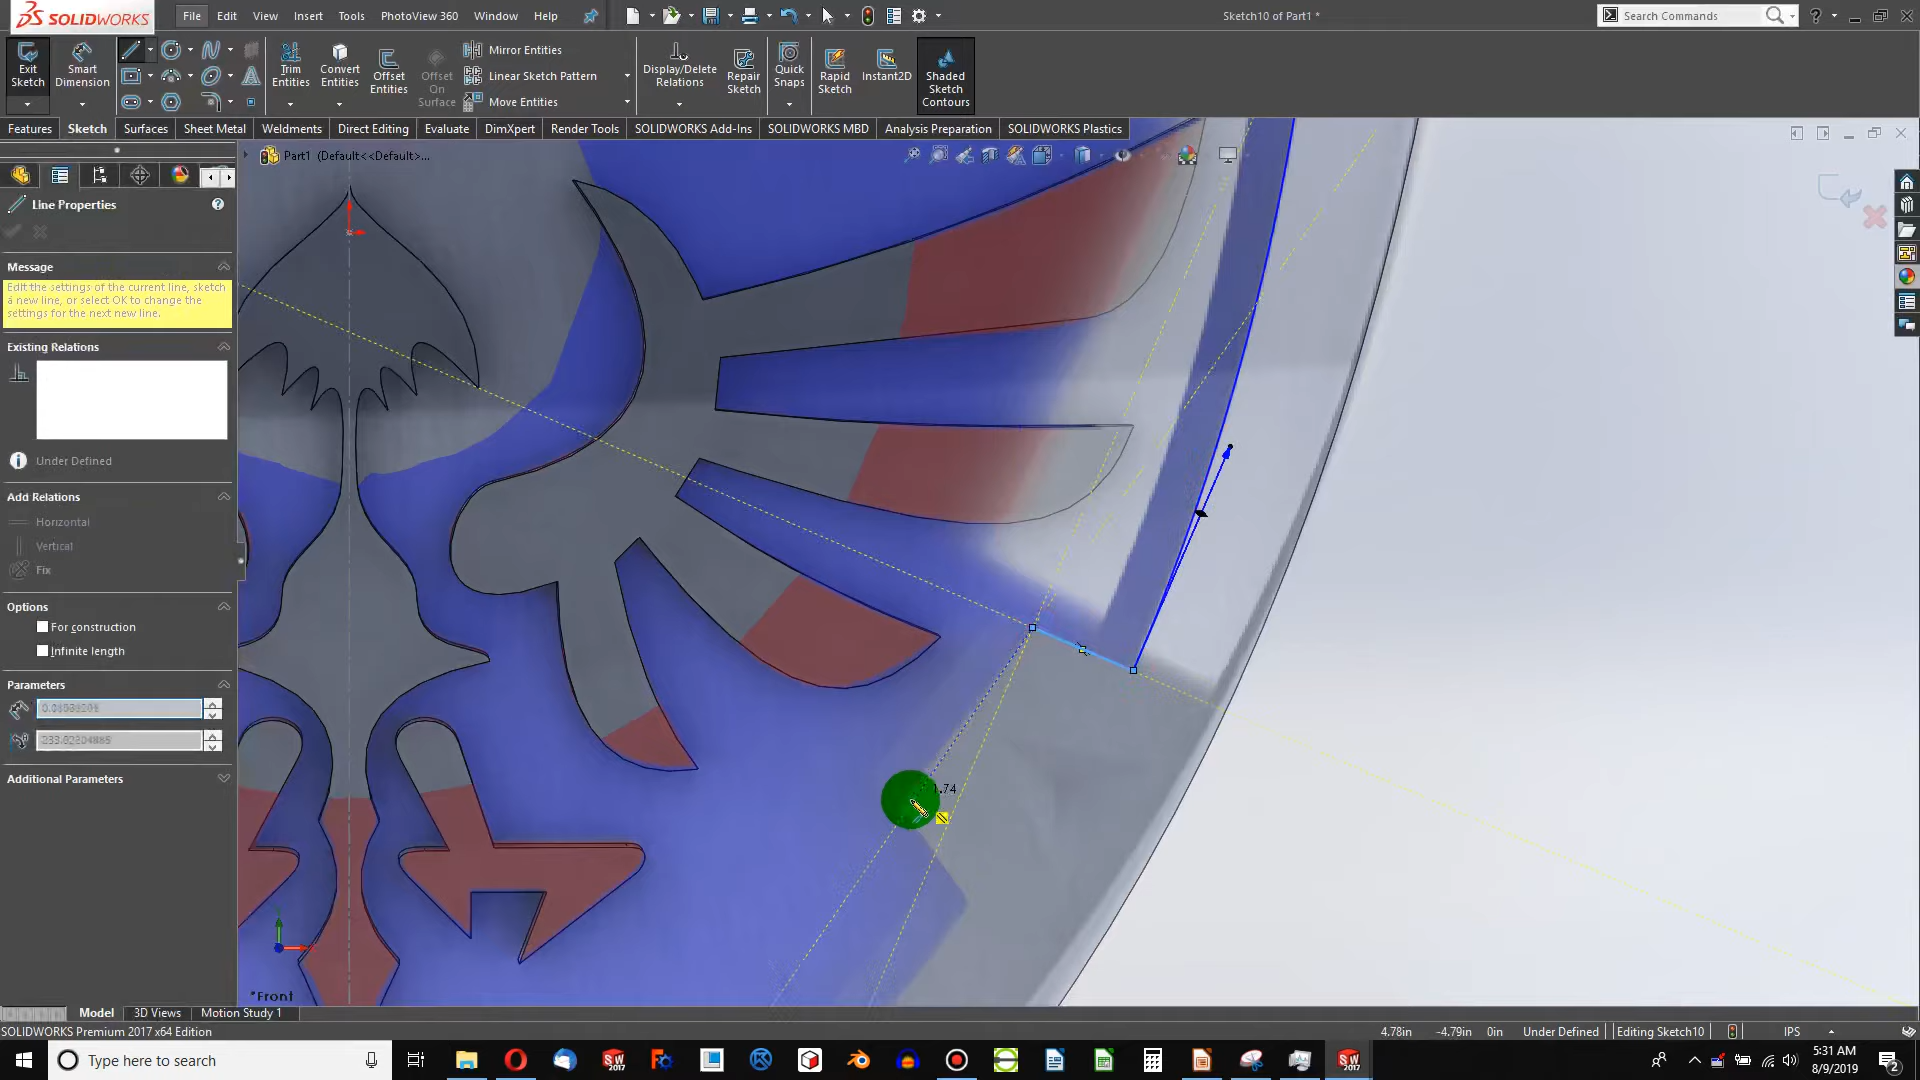 SOLIDWORKS
File Edit View Insert Tools PhotoView 360 Window Help
Sketch10 of Part1 *
Search Commands
Exit Sketch
Smart Dimension
Trim Entities
Convert Entities
Offset Entities
Offset On Surface
Mirror Entities
Linear Sketch Pattern
Move Entities
Display/Delete Relations
Repair Sketch
Quick Snaps
Rapid Sketch
Instant2D
Shaded Sketch Contours
Features Sketch Surfaces Sheet Metal Weldments Direct Editing Evaluate DimXpert Render Tools SOLIDWORKS Add-Ins SOLIDWORKS MBD Analysis Preparation SOLIDWORKS Plastics
Part1 (Default<<Default>...
Line Properties
Message
Edit the settings of the current line, sketch
a new line, or select OK to change the
settings for the next new line.
Existing Relations
Under Defined
Add Relations
Horizontal
Vertical
Fix
Options
For construction
Infinite length
Parameters
Additional Parameters
*Front
Model 3D Views Motion Study 1
SOLIDWORKS Premium 2017 x64 Edition
4.78in -4.79in 0in Under Defined Editing Sketch10 IPS
Type here to search
5:31 AM
8/9/2019
2